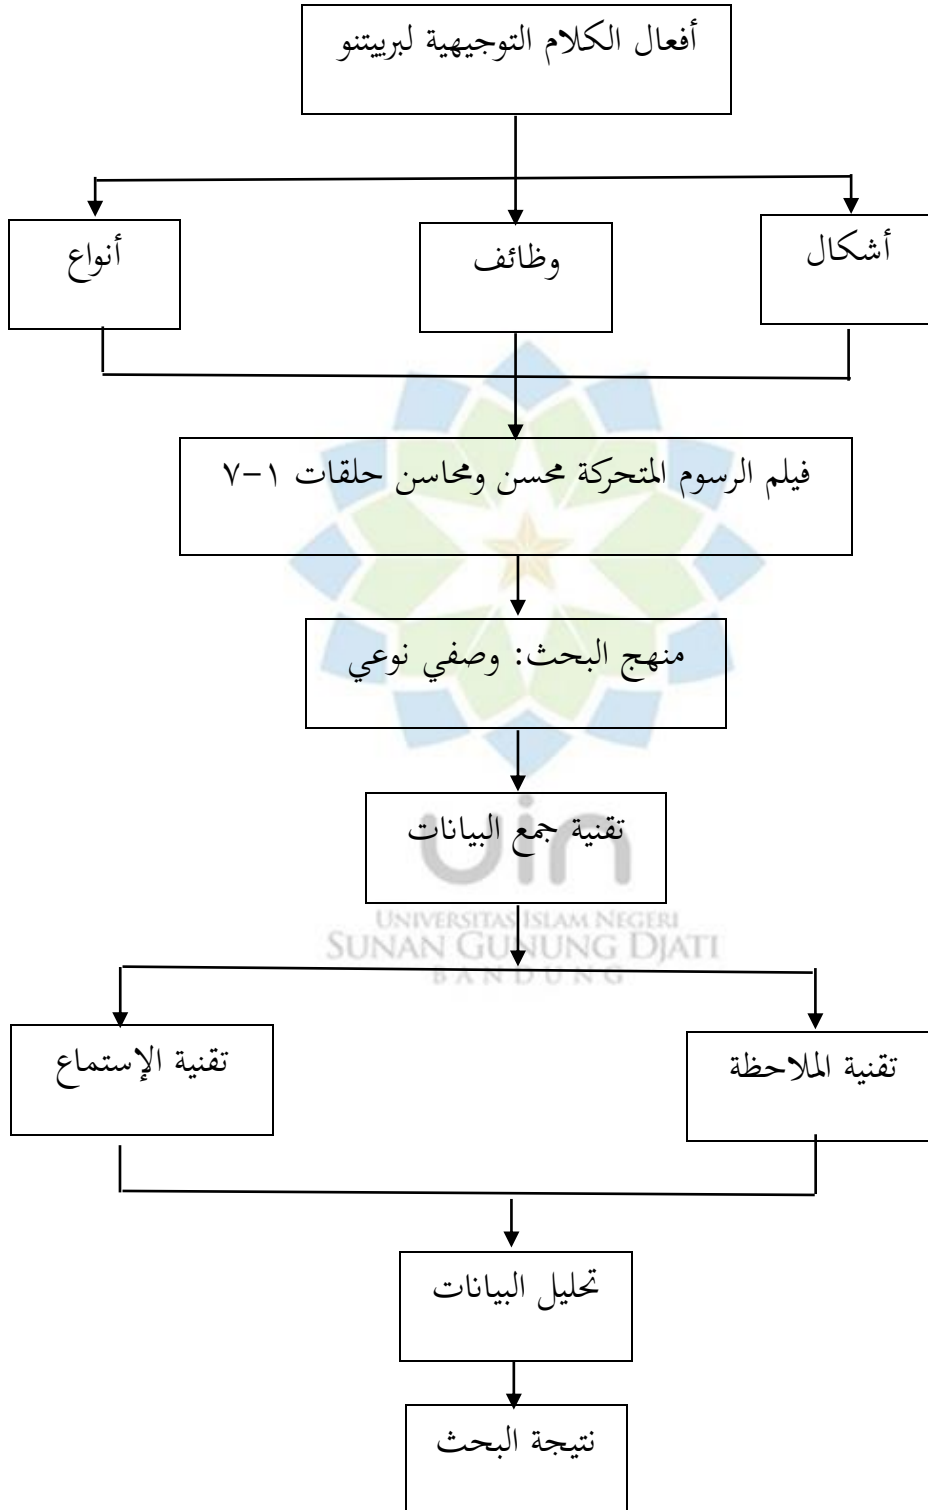 أفعال الكلام التوجيهية لبرييتنو
أشكال
وظائف
أنواع
فيلم الرسوم المتحركة محسن ومحاسن حلقات ١-٧
منهج البحث: وصفي نوعي
تقنية جمع البيانات
uin
UNIVERSITAS ISLAM NEGERI
SUNAN GUNUNG DJATI
BANDUNG
تقنية الملاحظة
تقنية الإستماع
تحليل البيانات
نتيجة البحث